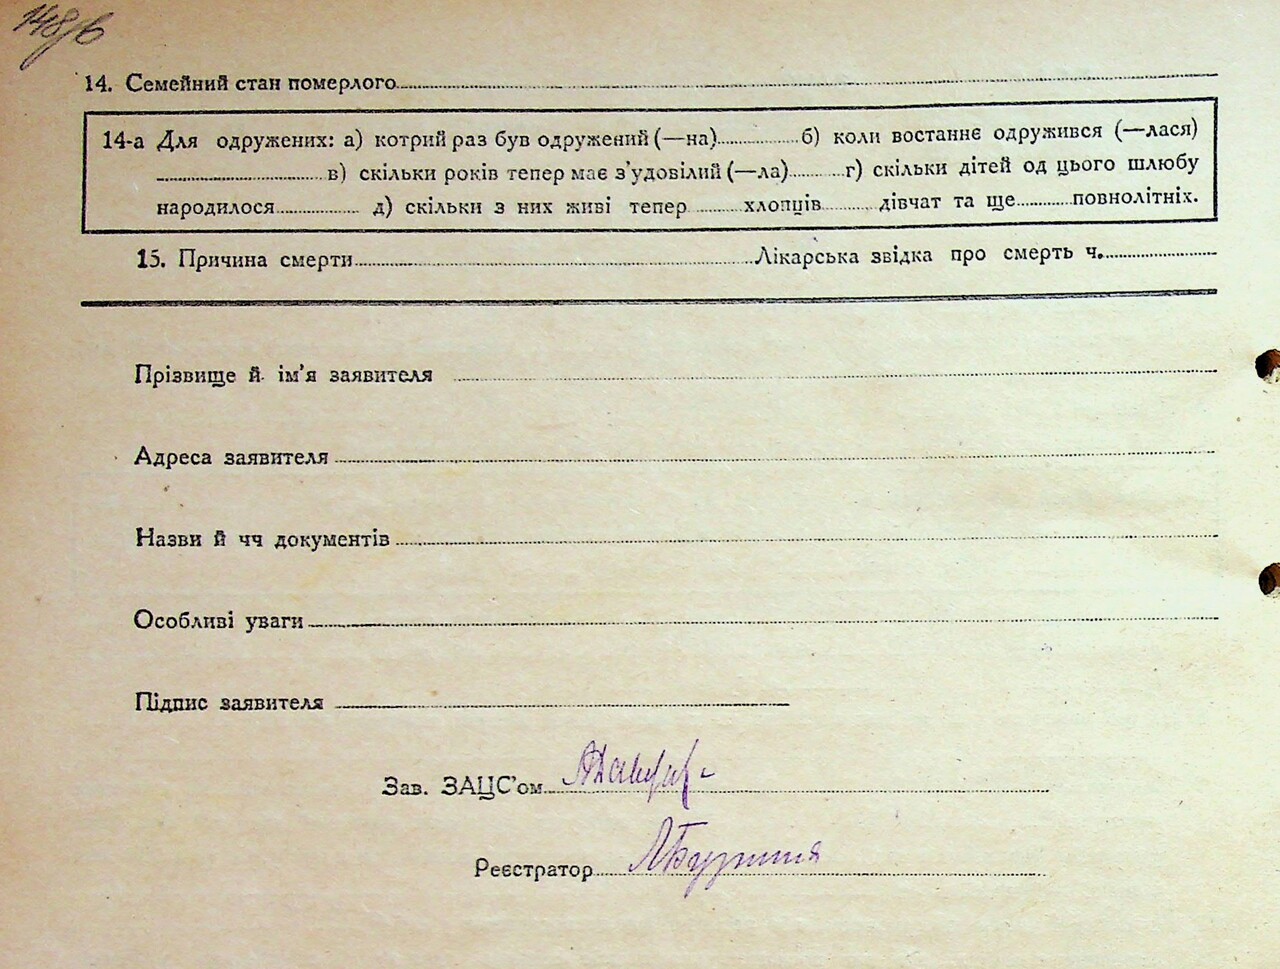 148/в
14. Семейний стан померлого
14-а Для одружених: а) котрий раз був одружений (—на) б) коли востаннє одружився (—лася)
в) скільки років тепер має з'удовілий (—ла) г) скільки дітей од цього шлюбу
народилося д) скільки з них живі тепер хлопців дівчат та ще повнолітніх.
15. Причина смерти Лікарська звідка про смерть ч.
Прізвище й ім'я заявителя
Адреса заявителя
Назви й чч документів
Особливі уваги
Підпис заявителя
Зав. ЗАЦС'ом
Реєстратор